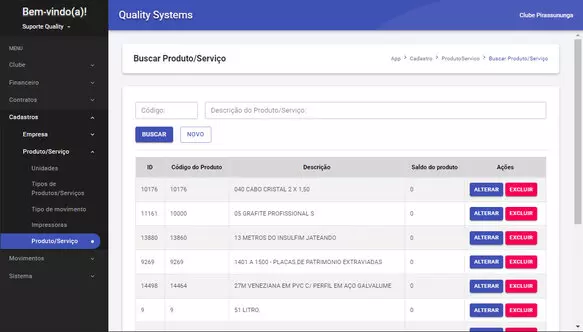 Bem-vindo(a)!
Suporte Quality
Quality Systems
Clube Pirassununga
MENU
Clube
Financeiro
Contratos
Cadastros
Empresa
Produto/Serviço
Unidades
Tipos de
Produtos/Serviços
Tipo de movimento
Impressoras
Produto/Serviço
Movimentos
Sistema
Buscar Produto/Serviço
App > Cadastro > ProdutoServico > Buscar-Produto/Serviço
Código:
Descrição do Produto/Serviço:
BUSCAR
NOVO
ID Código do Produto Descrição Saldo do produto Ações
10176 10176 040 CABO CRISTAL 2 X 1,50 0 ALTERAR EXCLUIR
11161 10000 05 GRAFITE PROFISSIONAL S 0 ALTERAR EXCLUIR
13880 13860 13 METROS DO INSULFIM JATEANDO 0 ALTERAR EXCLUIR
9269 9269 1401 A 1500 - PLACAS DE PATRIMONIO EXTRAVIADAS 0 ALTERAR EXCLUIR
14498 14464 27M VENEZIANA EM PVC C/ PERFIL EM AÇO GALVALUME 0 ALTERAR EXCLUIR
9 9 51 LITRO 0 ALTERAR EXCLUIR